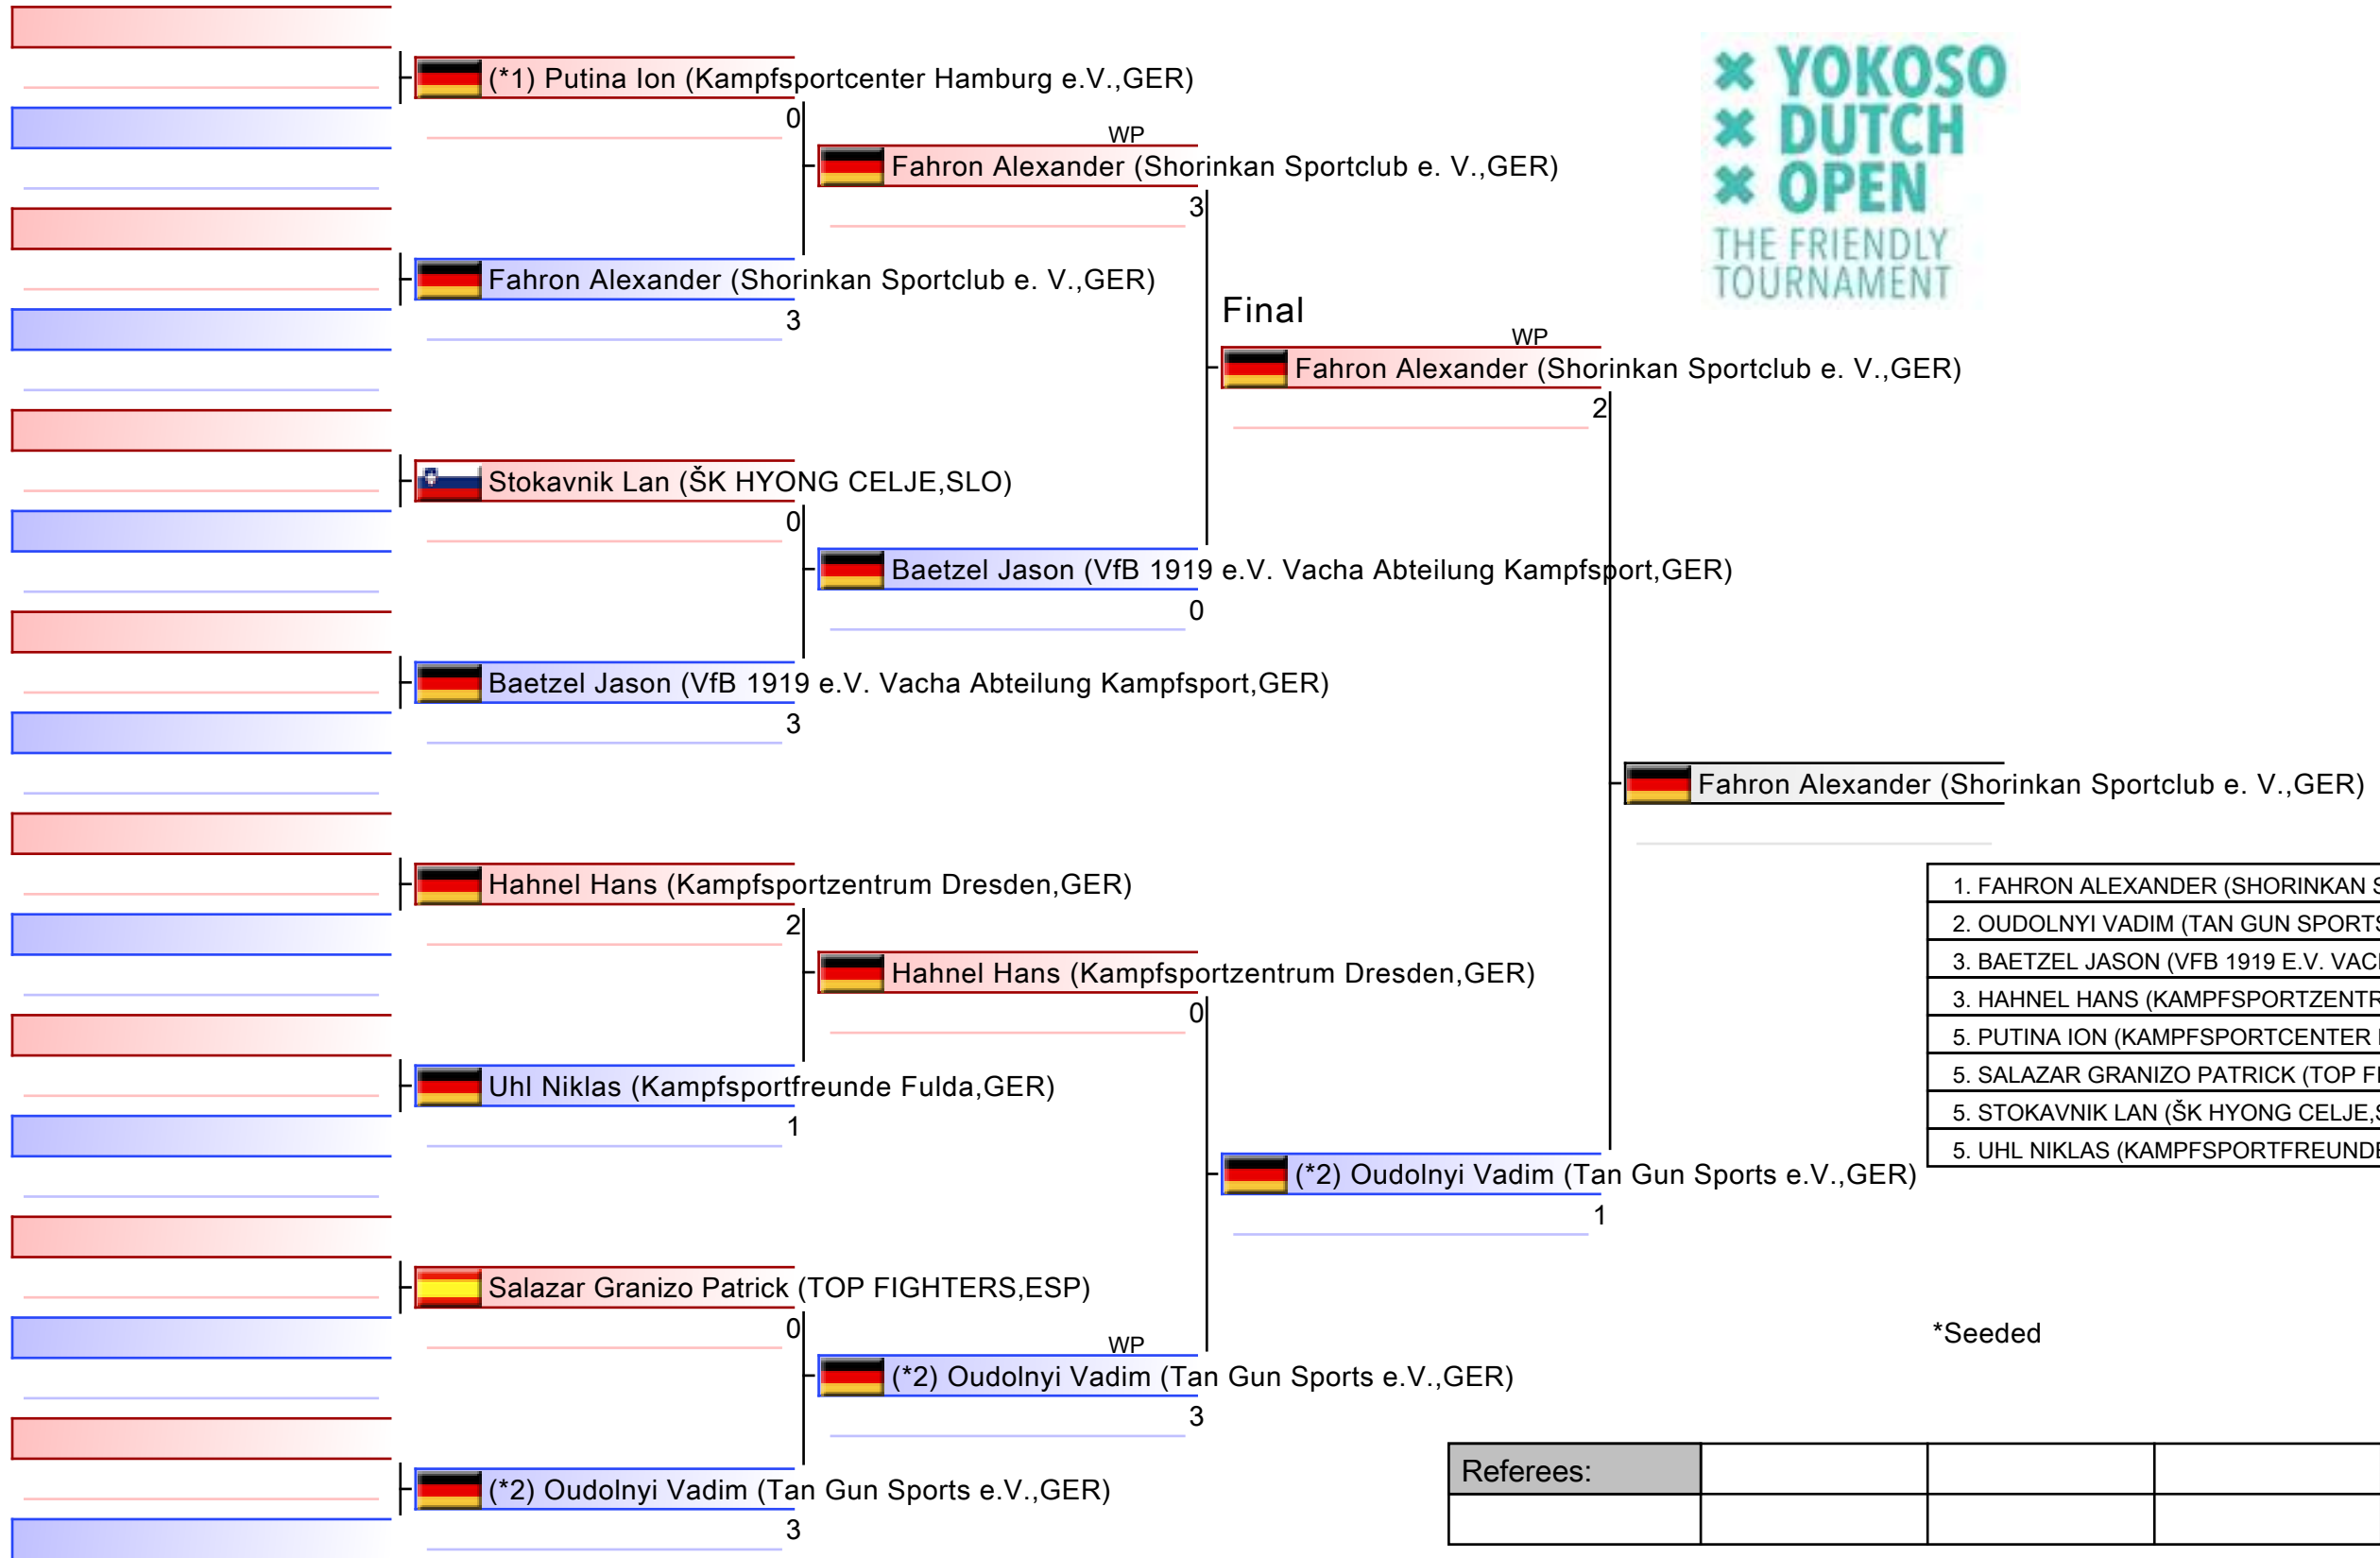 YOKOSO
DUTCH
OPEN
THE FRIENDLY
TOURNAMENT
(*1) Putina Ion (Kampfsportcenter Hamburg e.V.,GER)
0
WP
Fahron Alexander (Shorinkan Sportclub e. V.,GER)
3
Fahron Alexander (Shorinkan Sportclub e. V.,GER)
3
Final
WP
Fahron Alexander (Shorinkan Sportclub e. V.,GER)
2
Stokavnik Lan (ŠK HYONG CELJE,SLO)
0
Baetzel Jason (VfB 1919 e.V. Vacha Abteilung Kampfsport,GER)
0
Baetzel Jason (VfB 1919 e.V. Vacha Abteilung Kampfsport,GER)
3
Fahron Alexander (Shorinkan Sportclub e. V.,GER)
Hahnel Hans (Kampfsportzentrum Dresden,GER)
2
Hahnel Hans (Kampfsportzentrum Dresden,GER)
0
Uhl Niklas (Kampfsportfreunde Fulda,GER)
1
(*2) Oudolnyi Vadim (Tan Gun Sports e.V.,GER)
1
1. FAHRON ALEXANDER (SHORINKAN
2. OUDOLNYI VADIM (TAN GUN SPORTS
3. BAETZEL JASON (VFB 1919 E.V. VACH
3. HAHNEL HANS (KAMPFSPORTZENTR
5. PUTINA ION (KAMPFSPORTCENTER
5. SALAZAR GRANIZO PATRICK (TOP FI
5. STOKAVNIK LAN (ŠK HYONG CELJE,S
5. UHL NIKLAS (KAMPFSPORTFREUNDE
Salazar Granizo Patrick (TOP FIGHTERS,ESP)
0
WP
(*2) Oudolnyi Vadim (Tan Gun Sports e.V.,GER)
3
(*2) Oudolnyi Vadim (Tan Gun Sports e.V.,GER)
3
*Seeded
Referees: